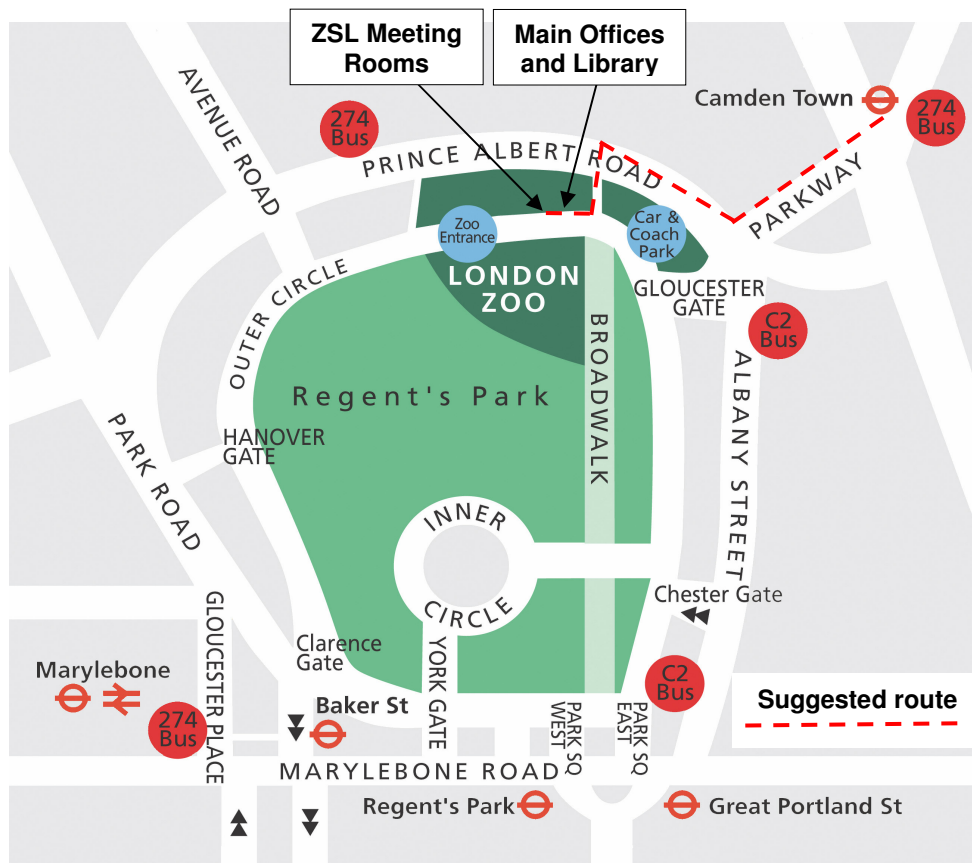 ZSL Meeting
Rooms
Main Offices
and Library
Camden Town
274
Bus
274
Bus
AVENUE ROAD
PRINCE ALBERT ROAD
PARKWAY
Zoo
Entrance
Car &
Coach
Park
LONDON
ZOO
OUTER CIRCLE
GLOUCESTER
GATE
C2
Bus
BROADWALK
ALBANY STREET
Regent's Park
HANOVER
GATE
PARK ROAD
INNER
CIRCLE
Chester Gate
GLOUCESTER PLACE
Clarence
Gate
YORK GATE
Marylebone
C2
Bus
Suggested route
274
Bus
Baker St
PARK SQ
WEST
PARK SQ
EAST
MARYLEBONE ROAD
Regent's Park
Great Portland St